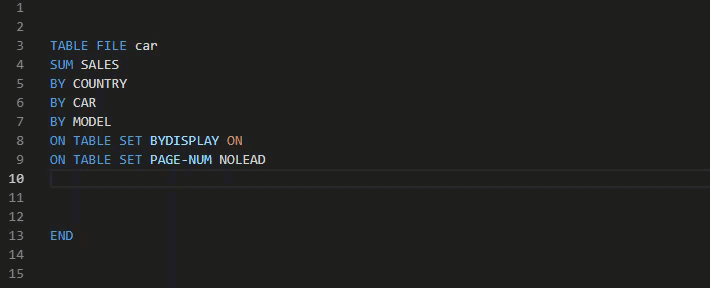 1
2
3 TABLE FILE car
4 SUM SALES
5 BY COUNTRY
6 BY CAR
7 BY MODEL
8 ON TABLE SET BYDISPLAY ON
9 ON TABLE SET PAGE-NUM NOLEAD
10
11
12
13 END
14
15